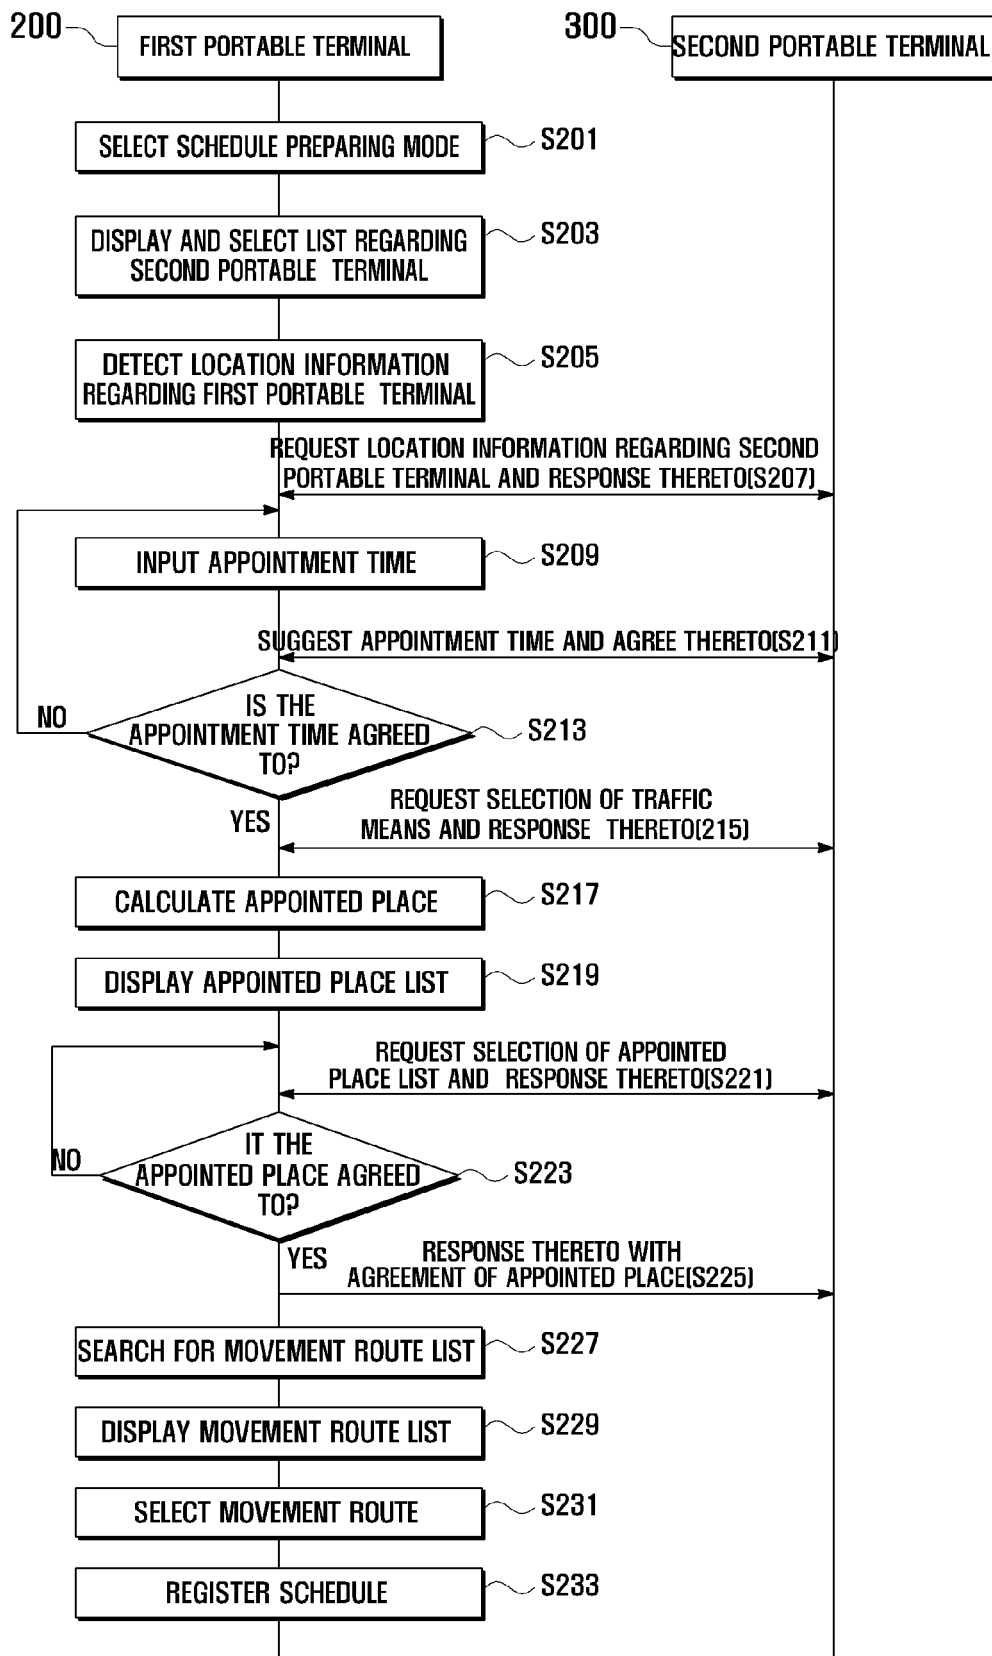 200
FIRST PORTABLE TERMINAL
300
SECOND PORTABLE TERMINAL
SELECT SCHEDULE PREPARING MODE
S201
DISPLAY AND SELECT LIST REGARDING
SECOND PORTABLE TERMINAL
S203
DETECT LOCATION INFORMATION
REGARDING FIRST PORTABLE TERMINAL
S205
REQUEST LOCATION INFORMATION REGARDING SECOND
PORTABLE TERMINAL AND RESPONSE THERETO(S207)
INPUT APPOINTMENT TIME
S209
SUGGEST APPOINTMENT TIME AND AGREE THERETO(S211)
IS THE
APPOINTMENT TIME AGREED
TO?
S213
NO
YES
REQUEST SELECTION OF TRAFFIC
MEANS AND RESPONSE THERETO(215)
CALCULATE APPOINTED PLACE
S217
DISPLAY APPOINTED PLACE LIST
S219
REQUEST SELECTION OF APPOINTED
PLACE LIST AND RESPONSE THERETO(S221)
IT THE
APPOINTED PLACE AGREED
TO?
S223
NO
YES
RESPONSE THERETO WITH
AGREEMENT OF APPOINTED PLACE(S225)
SEARCH FOR MOVEMENT ROUTE LIST
S227
DISPLAY MOVEMENT ROUTE LIST
S229
SELECT MOVEMENT ROUTE
S231
REGISTER SCHEDULE
S233